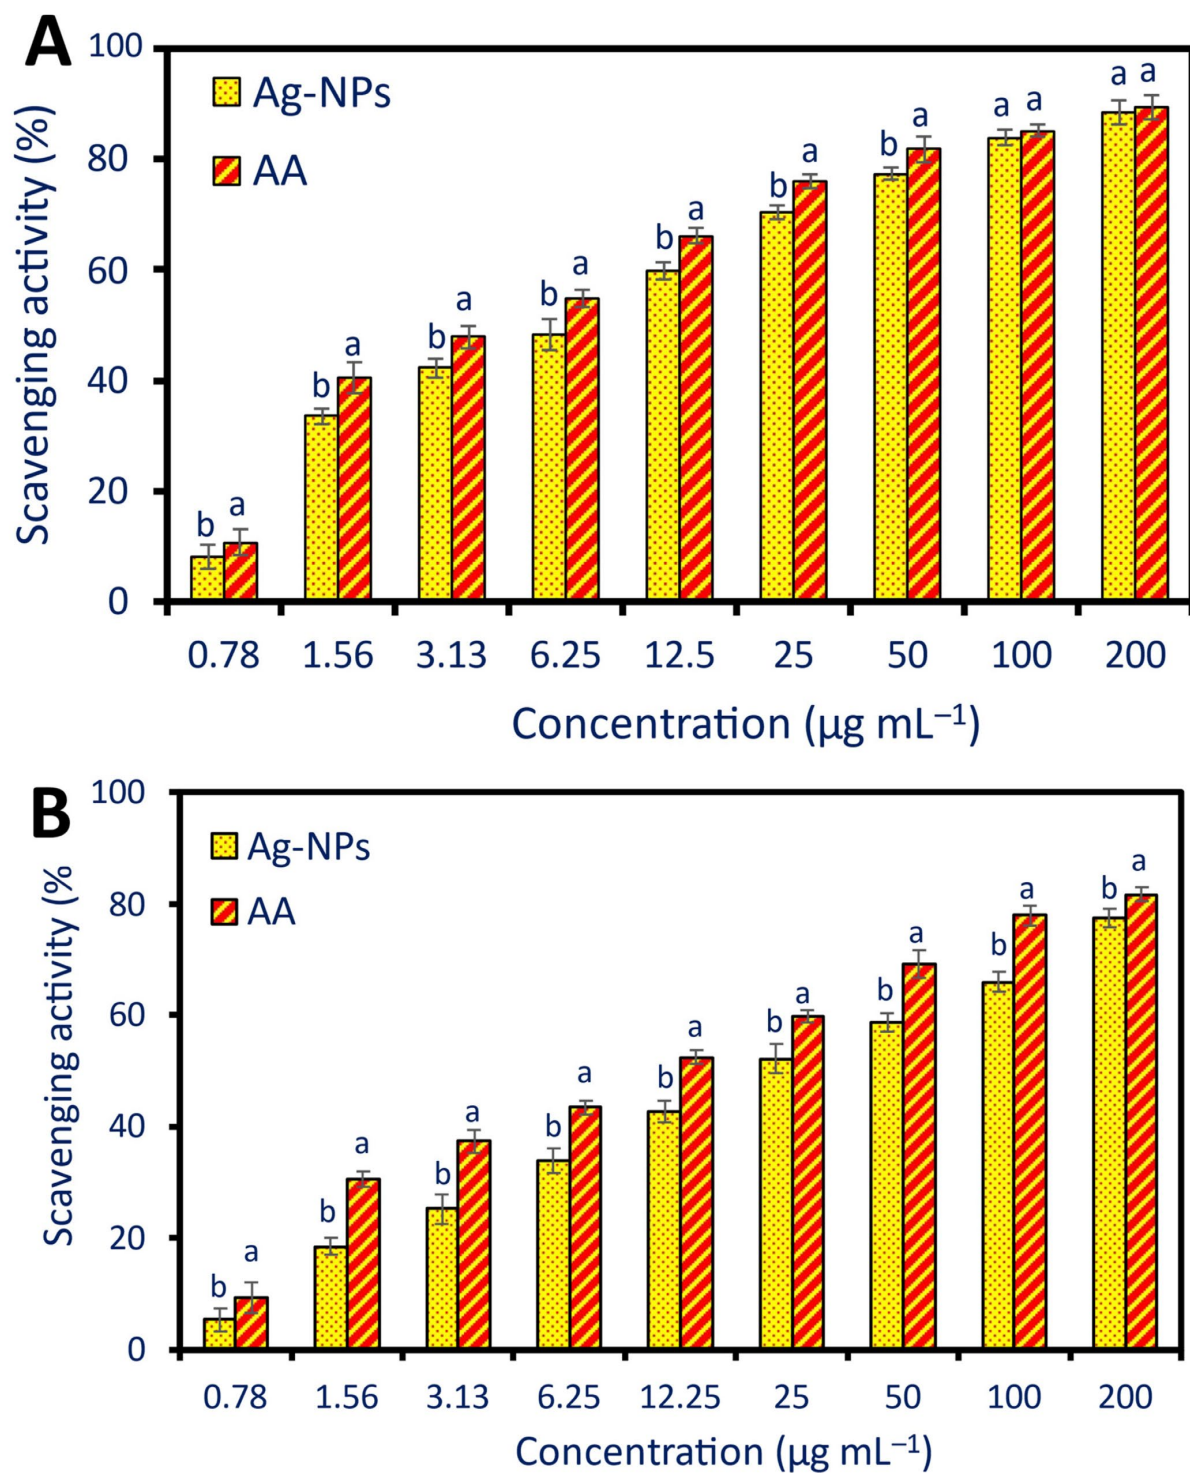 A
100
80
60
40
20
0
Scavenging activity (%)
Ag-NPs
AA
b a b a b a b a b a b a b a a a a a
0.78 1.56 3.13 6.25 12.5 25 50 100 200
Concentration (µg mL⁻¹)
B
100
80
60
40
20
0
Scavenging activity (%
Ag-NPs
AA
b a b a b a b a b a b a b a b a b a
0.78 1.56 3.13 6.25 12.25 25 50 100 200
Concentration (µg mL⁻¹)